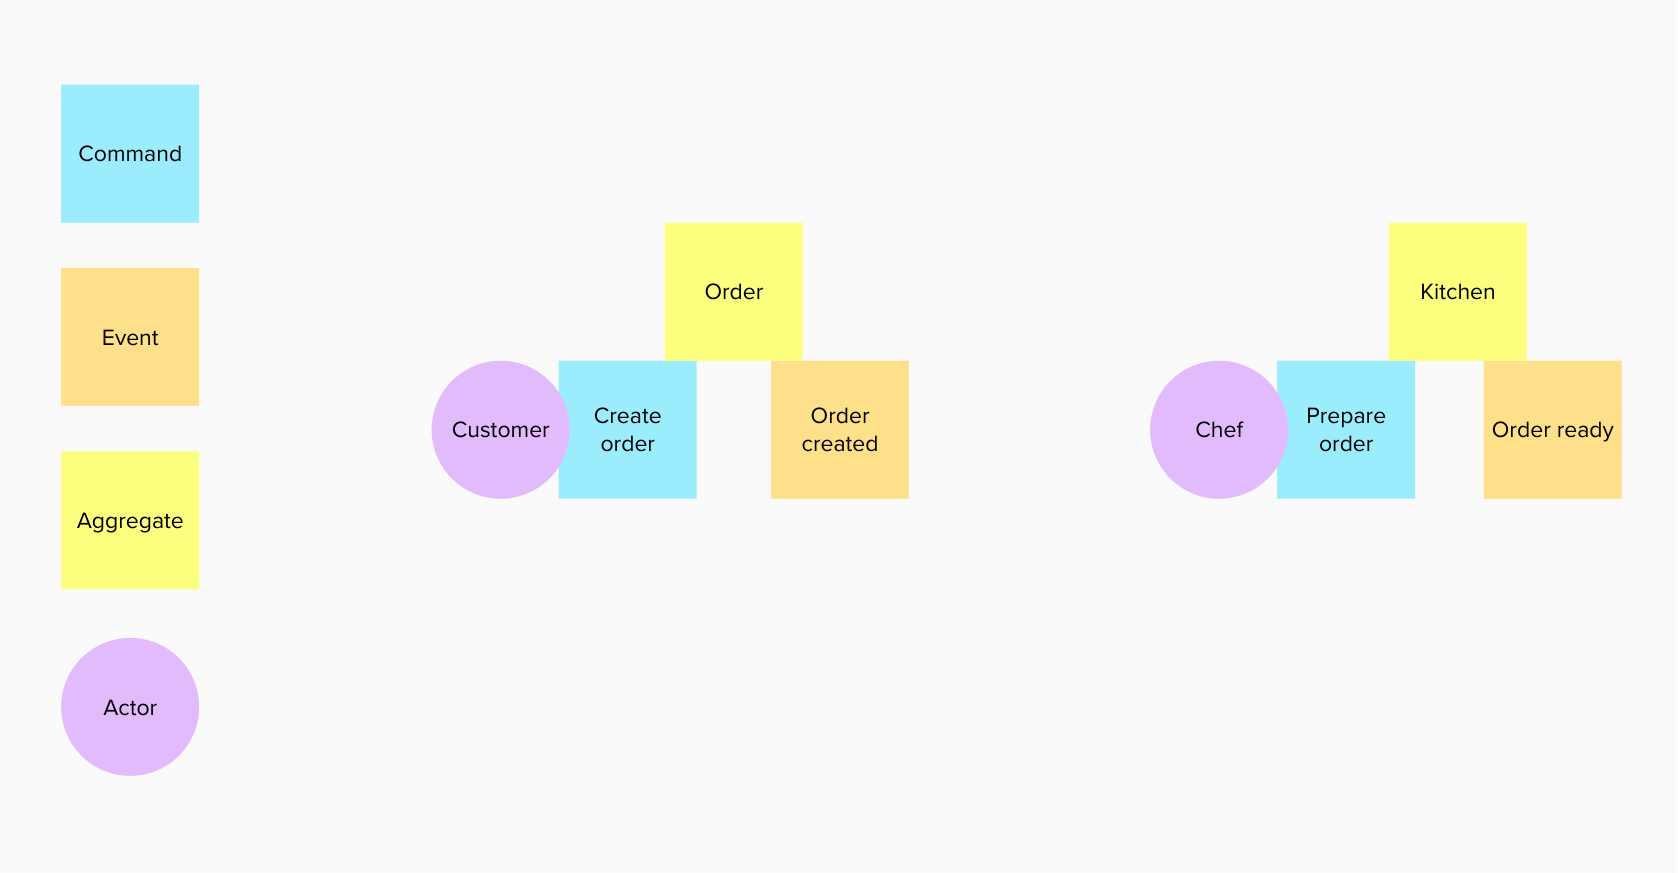 Command
Event
Aggregate
Actor
Order
Customer
Create
order
Order
created
Kitchen
Chef
Prepare
order
Order ready